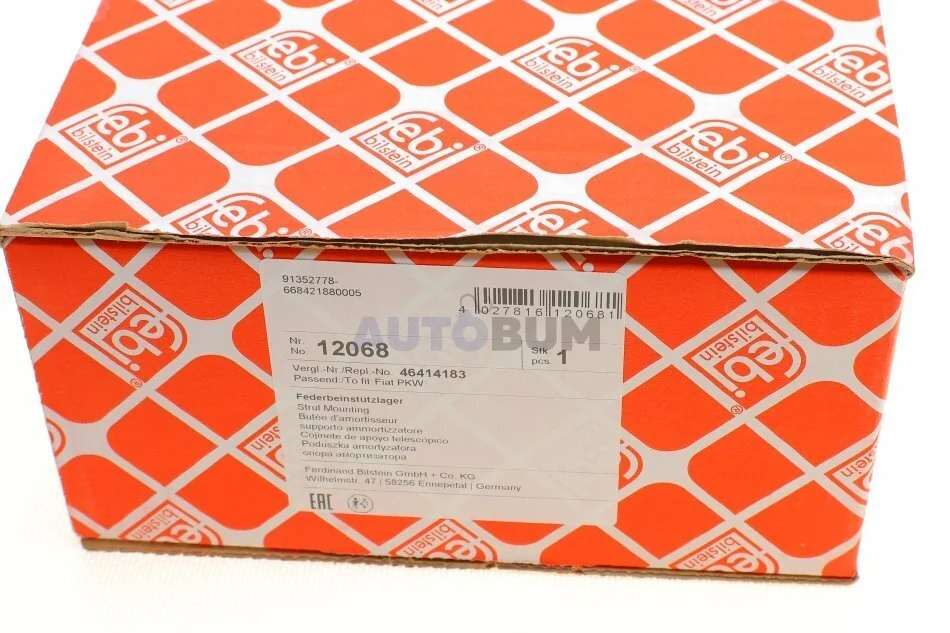 febi
bilstein
91352778-
668421880005
4 027816 120681
AUTOBUM
Nr.
No. 12068
Stk.
pcs. 1
Vergl.-Nr./Repl.-No. 46414183
Passend/To fit Fiat PKW
Federbeinstützlager
Strut Mounting
Butée d'amortisseur
supporto ammortizzatore
Cojinete de apoyo telescópico
Poduszka amortyzatora
опора амортизатора
Ferdinand Bilstein GmbH + Co. KG
Wilhelmstr. 47 | 58256 Ennepetal | Germany
EAC